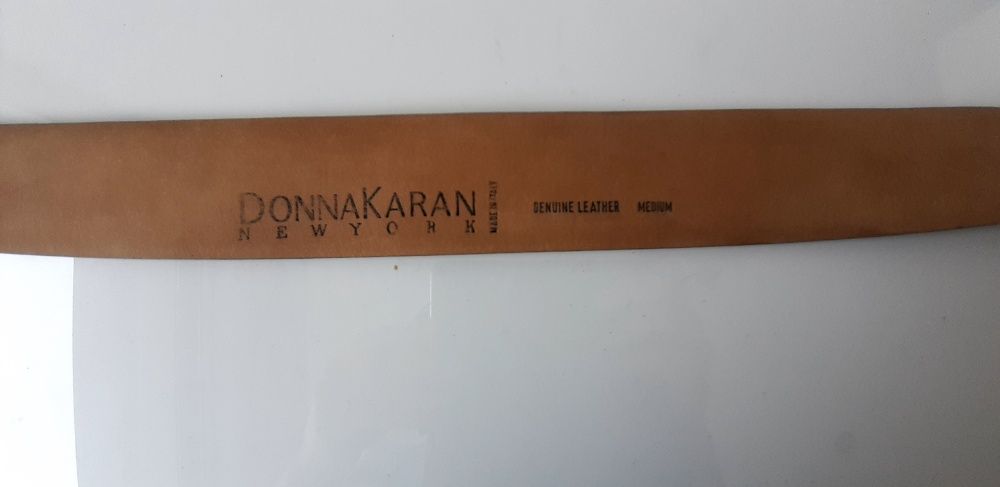 DONNAKARAN
NEW YORK
MADE IN ITALY
GENUINE LEATHER MEDIUM